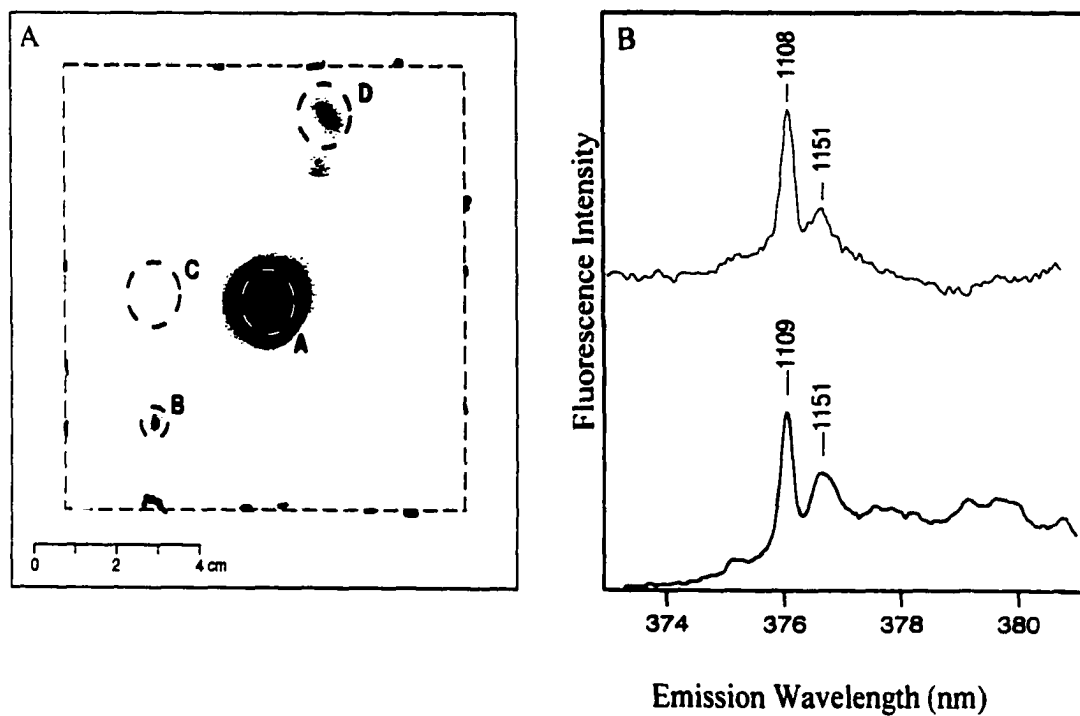 A
D
C
A
B
0 2 4 cm
B
1108
1151
1109
1151
Fluorescence Intensity
374 376 378 380
Emission Wavelength (nm)